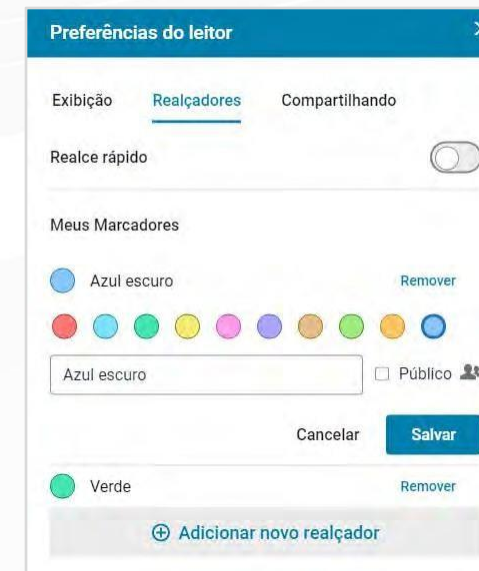 Preferências do leitor
Exibição Realçadores Compartilhando
Realce rápido
Meus Marcadores
Azul escuro Remover
Azul escuro Público
Cancelar Salvar
Verde Remover
Adicionar novo realçador